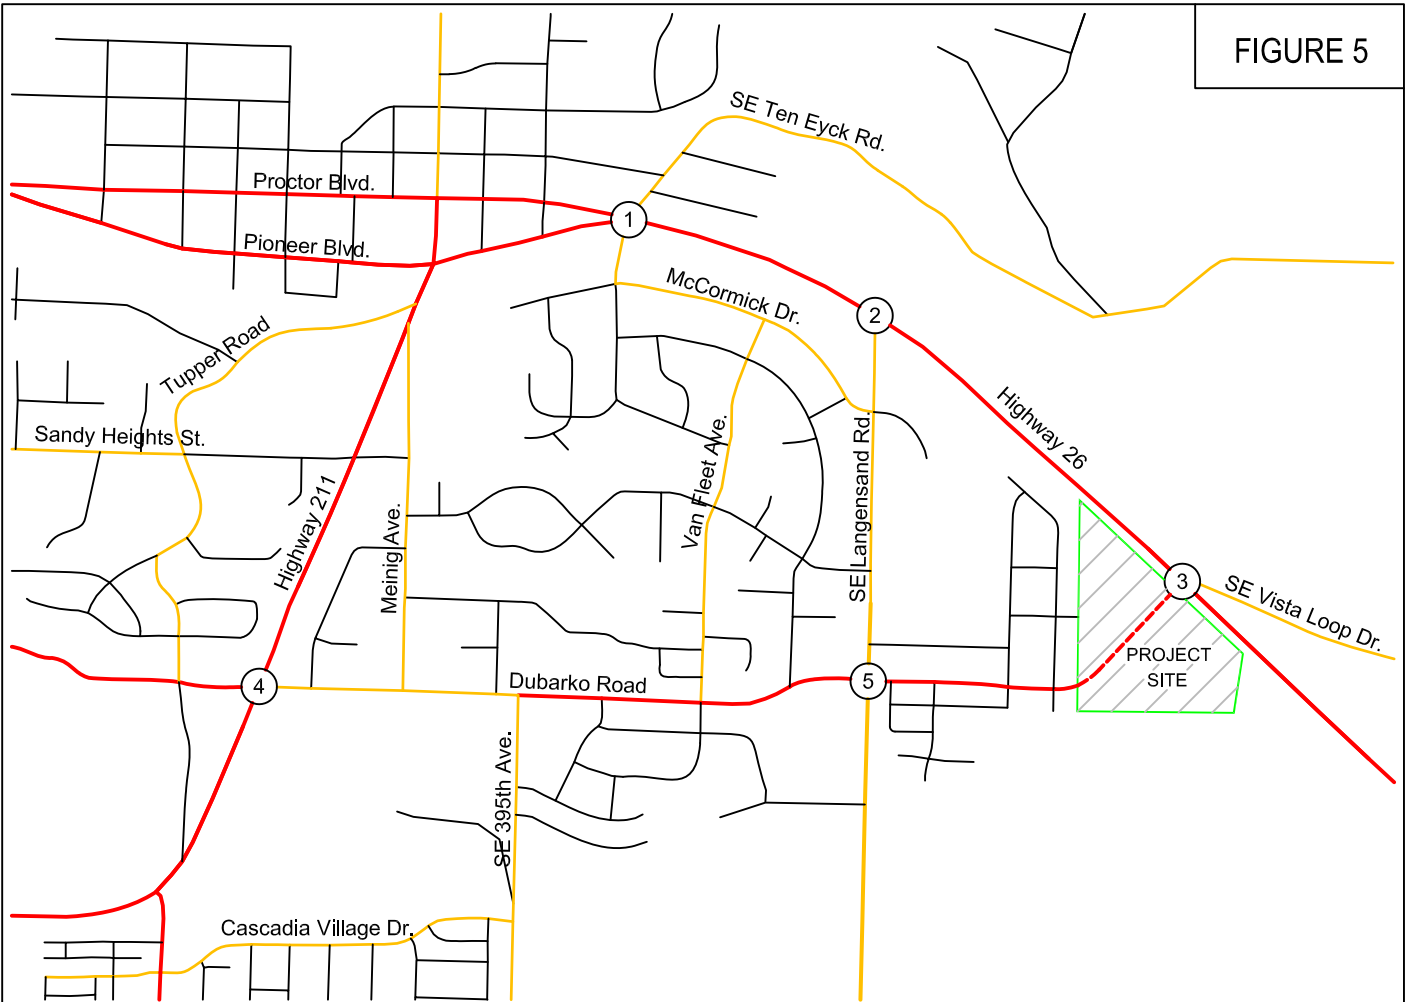 FIGURE 5
SE Ten Eyck Rd.
Proctor Blvd.
1
Pioneer Blvd.
McCormick Dr.
2
Tupper Road
Highway 26
Sandy Heights St.
Van Fleet Ave.
SE Langensand Rd.
Highway 211
Meinig Ave.
3
SE Vista Loop Dr.
PROJECT
SITE
4
Dubarko Road
5
SE 395th Ave.
Cascadia Village Dr.